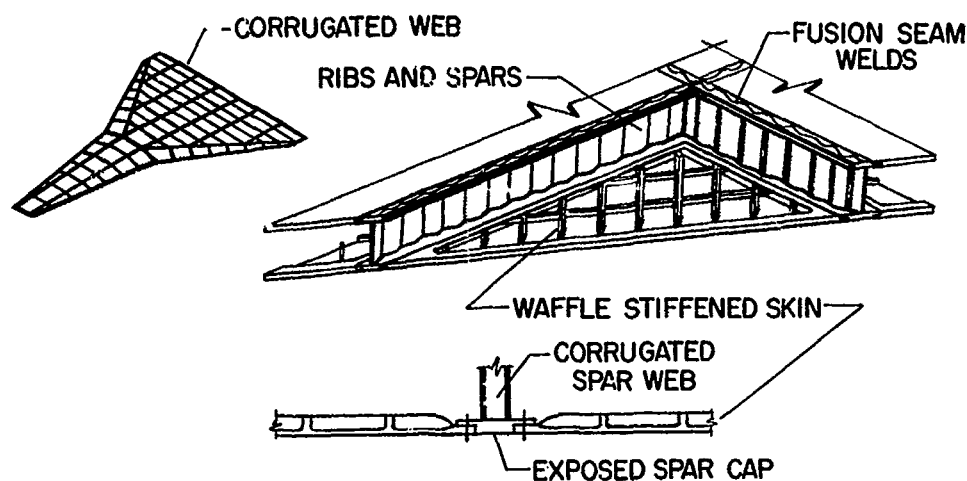 -CORRUGATED WEB
RIBS AND SPARS
FUSION SEAM
WELDS
WAFFLE STIFFENED SKIN
CORRUGATED
SPAR WEB
EXPOSED SPAR CAP